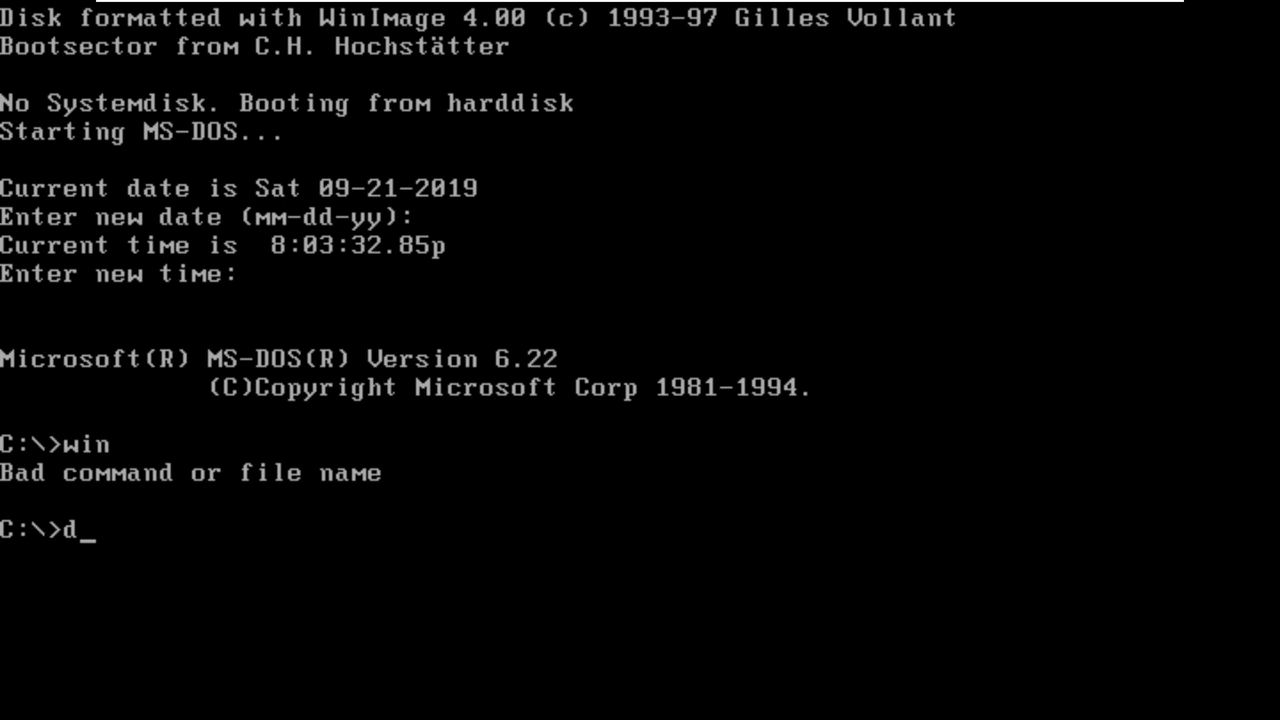 Disk formatted with WinImage 4.00 (c) 1993-97 Gilles Vollant
Bootsector from C.H. Hochstätter
No Systemdisk. Booting from harddisk
Starting MS-DOS...
Current date is Sat 09-21-2019
Enter new date (mm-dd-yy):
Current time is  8:03:32.85p
Enter new time:
Microsoft(R) MS-DOS(R) Version 6.22
(C)Copyright Microsoft Corp 1981-1994.
C:\>win
Bad command or file name
C:\>d_